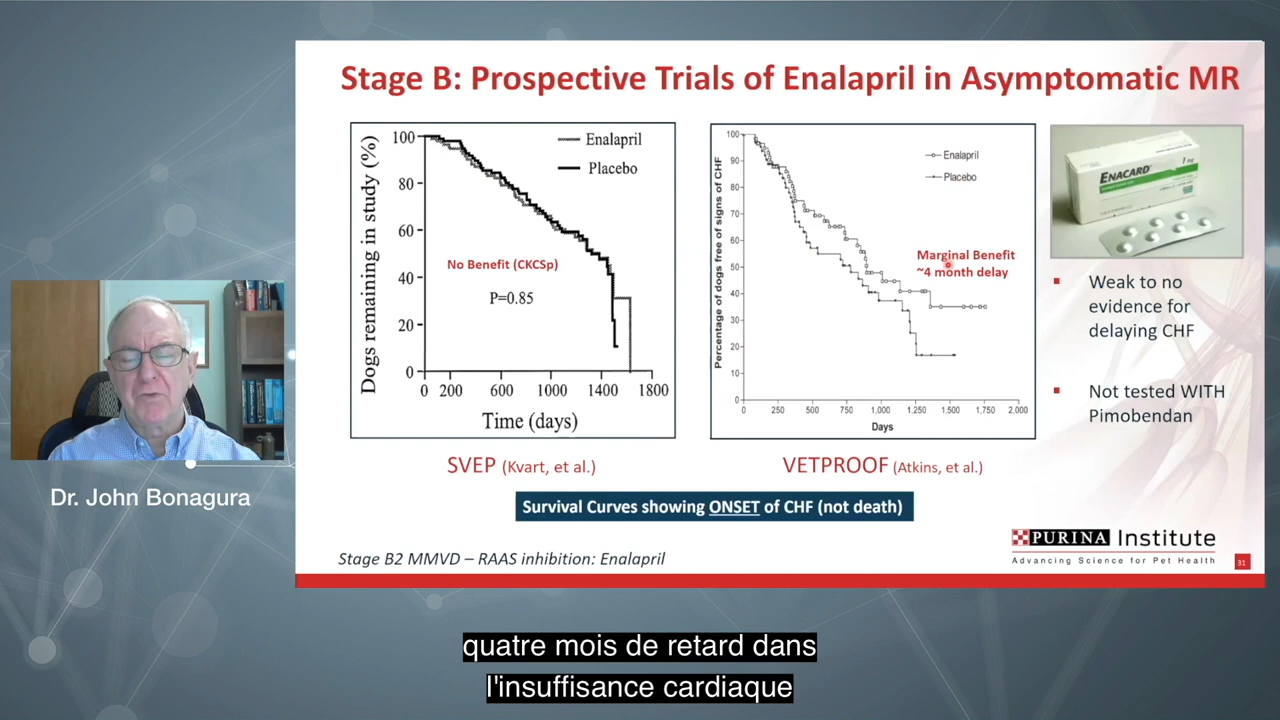 Stage B: Prospective Trials of Enalapril in Asymptomatic MR
Dogs remaining in study (%)
100
80
60
40
20
0
Enalapril
Placebo
No Benefit (CKCSp)
P=0.85
0 200 600 1000 1400 1800
Time (days)
SVEP (Kvart, et al.)
Percentage of dogs free of signs of CHF
100
90
80
70
60
50
40
30
20
10
0
Enalapril
Placebo
Marginal Benefit
~4 month delay
0 250 500 750 1,000 1,250 1,500 1,750 2,000
Days
VETPROOF (Atkins, et al.)
ENACARD
1 mg
Weak to no
evidence for
delaying CHF
Not tested WITH
Pimobendan
Survival Curves showing ONSET of CHF (not death)
Stage B2 MMVD – RAAS inhibition: Enalapril
PURINA Institute
Advancing Science for Pet Health
31
Dr. John Bonagura
quatre mois de retard dans
l'insuffisance cardiaque